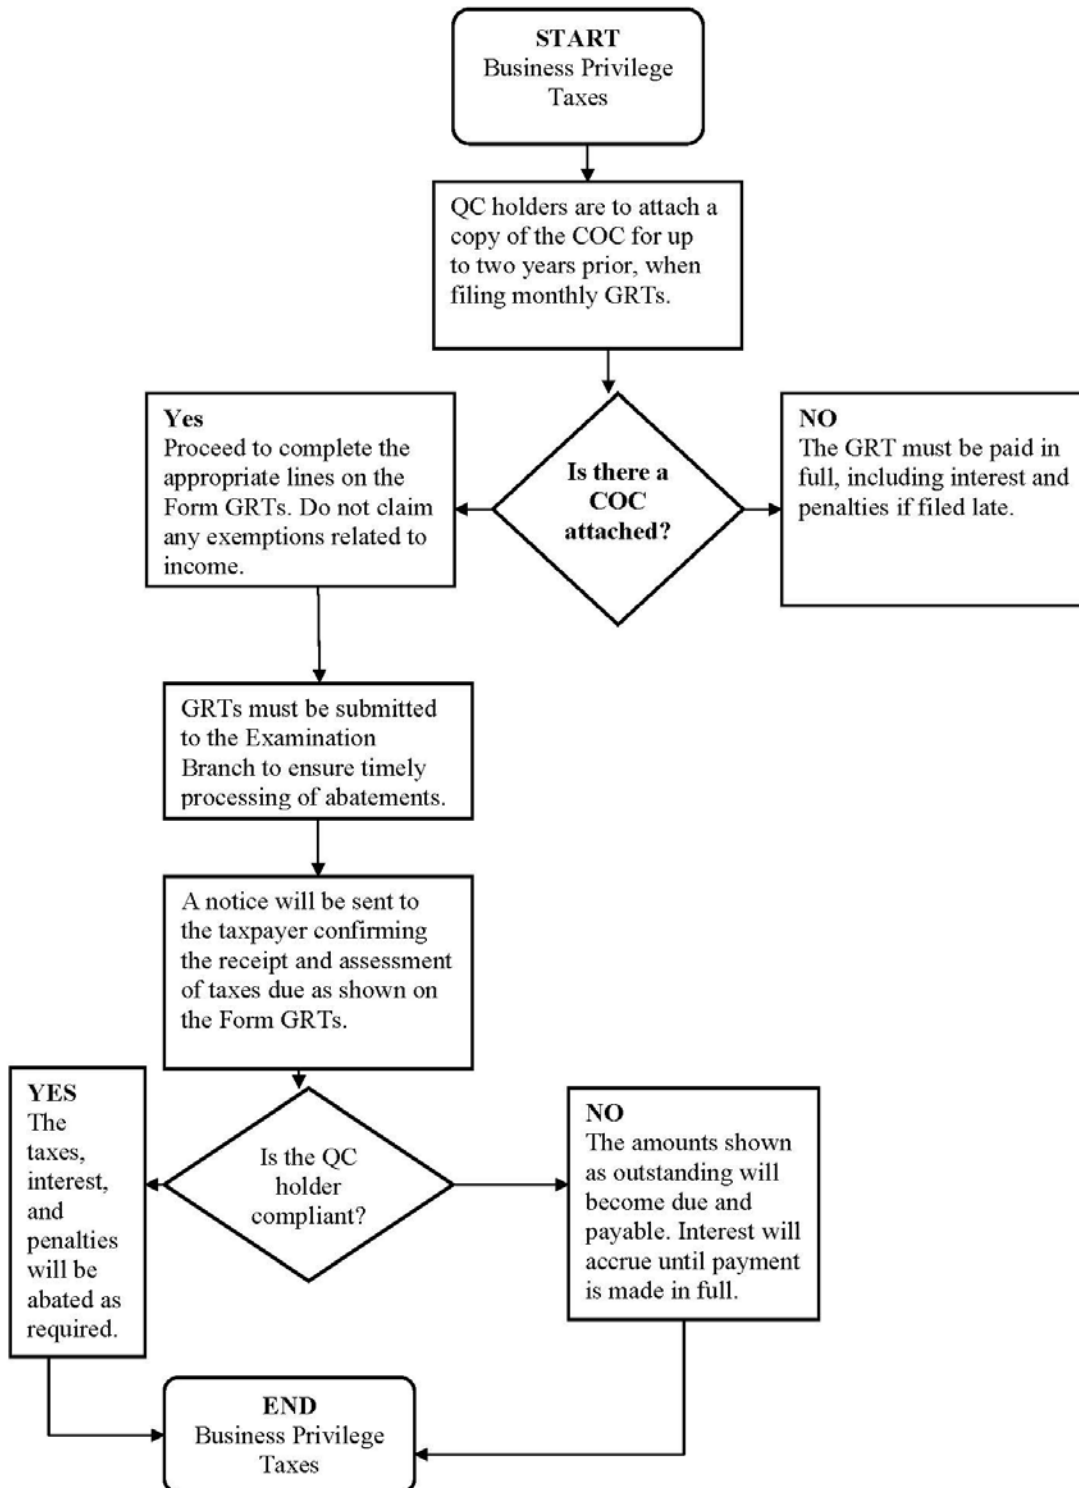 START
Business Privilege
Taxes
QC holders are to attach a
copy of the COC for up
to two years prior, when
filing monthly GRTs.
Is there a
COC
attached?
Yes
Proceed to complete the
appropriate lines on the
Form GRTs. Do not claim
any exemptions related to
income.
NO
The GRT must be paid in
full, including interest and
penalties if filed late.
GRTs must be submitted
to the Examination
Branch to ensure timely
processing of abatements.
A notice will be sent to
the taxpayer confirming
the receipt and assessment
of taxes due as shown on
the Form GRTs.
Is the QC
holder
compliant?
YES
The
taxes,
interest,
and
penalties
will be
abated as
required.
NO
The amounts shown
as outstanding will
become due and
payable. Interest will
accrue until payment
is made in full.
END
Business Privilege
Taxes